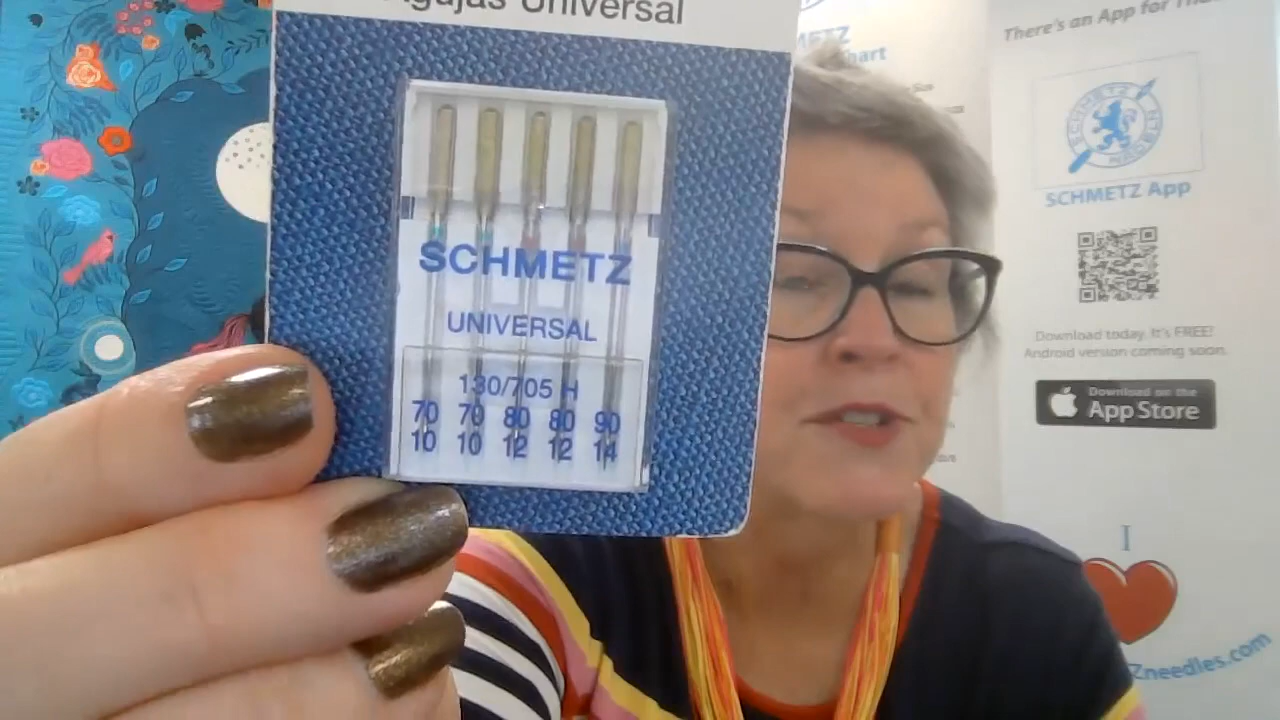 Agujas Universal
SCHMETZ
UNIVERSAL
130/705 H
70 70 80 80 90
10 10 12 12 14
There's an App for
SCHMETZ App
Download today. It's FREE!
Android version coming soon.
Download on the
App Store
I